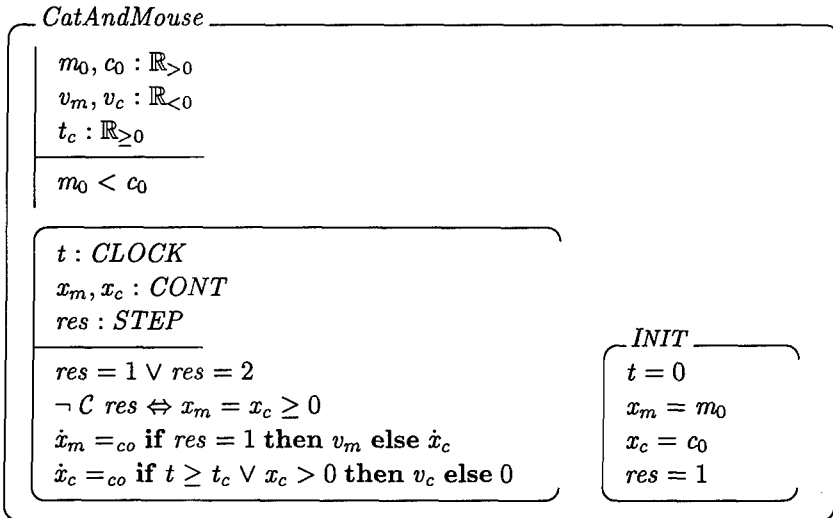 CatAndMouse
m₀, c₀ : ℝ>0
vₘ, v_c : ℝ<0
t_c : ℝ≥0
m₀ < c₀
t : CLOCK
xₘ, x_c : CONT
res : STEP
res = 1 ∨ res = 2
¬ 𝒞 res ⇔ xₘ = x_c ≥ 0
ẋₘ =co if res = 1 then vₘ else ẋ_c
ẋ_c =co if t ≥ t_c ∨ x_c > 0 then v_c else 0
INIT
t = 0
xₘ = m₀
x_c = c₀
res = 1